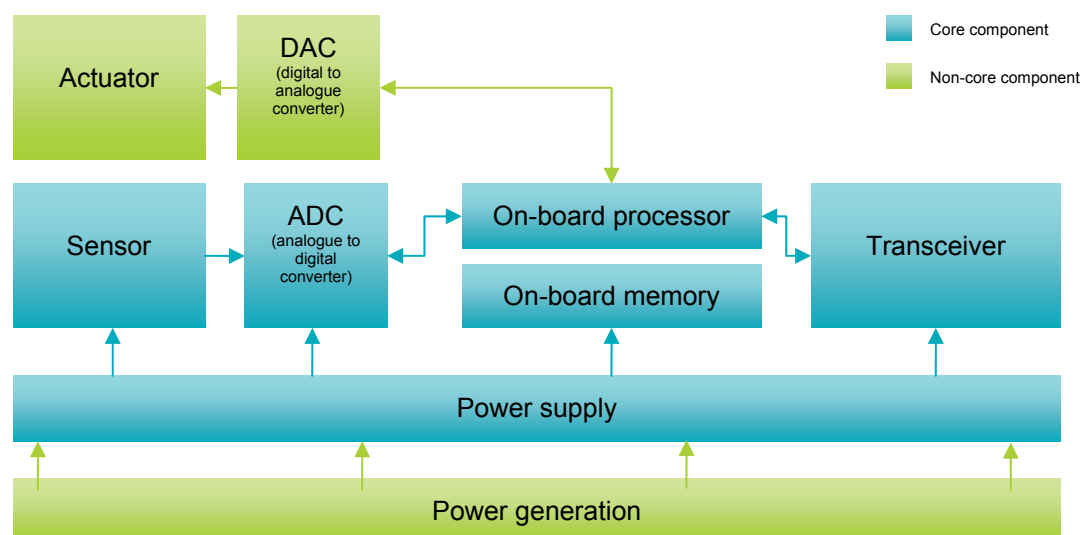 Actuator
DAC
(digital to
analogue
converter)
Core component
Non-core component
Sensor
ADC
(analogue to
digital
converter)
On-board processor
On-board memory
Transceiver
Power supply
Power generation